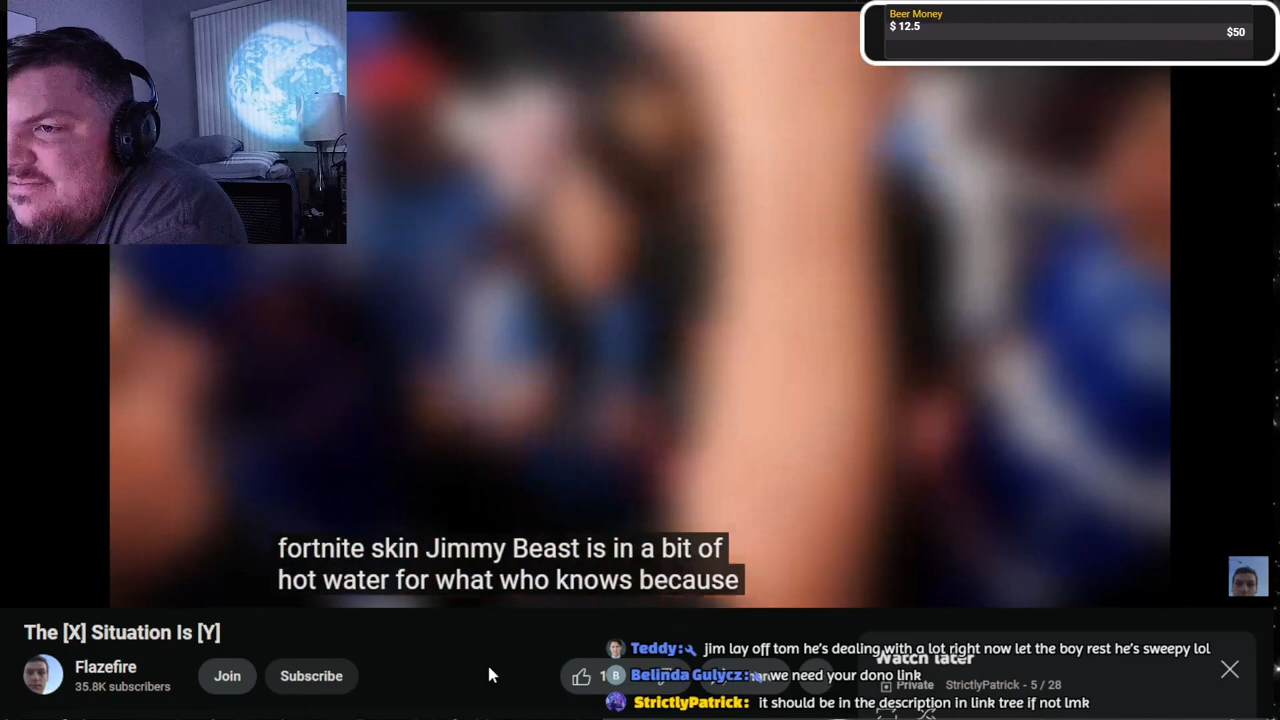 Beer Money
$ 12.5
$50
fortnite skin Jimmy Beast is in a bit of
hot water for what who knows because
The [X] Situation Is [Y]
Flazefire
35.8K subscribers
Join
Subscribe
Teddy: jim lay off tom he's dealing with a lot right now let the boy rest he's sweepy lol
Watch later
Belinda Gulycz: we need your dono link
Private StrictlyPatrick - 5 / 28
StrictlyPatrick: it should be in the description in link tree if not lmk